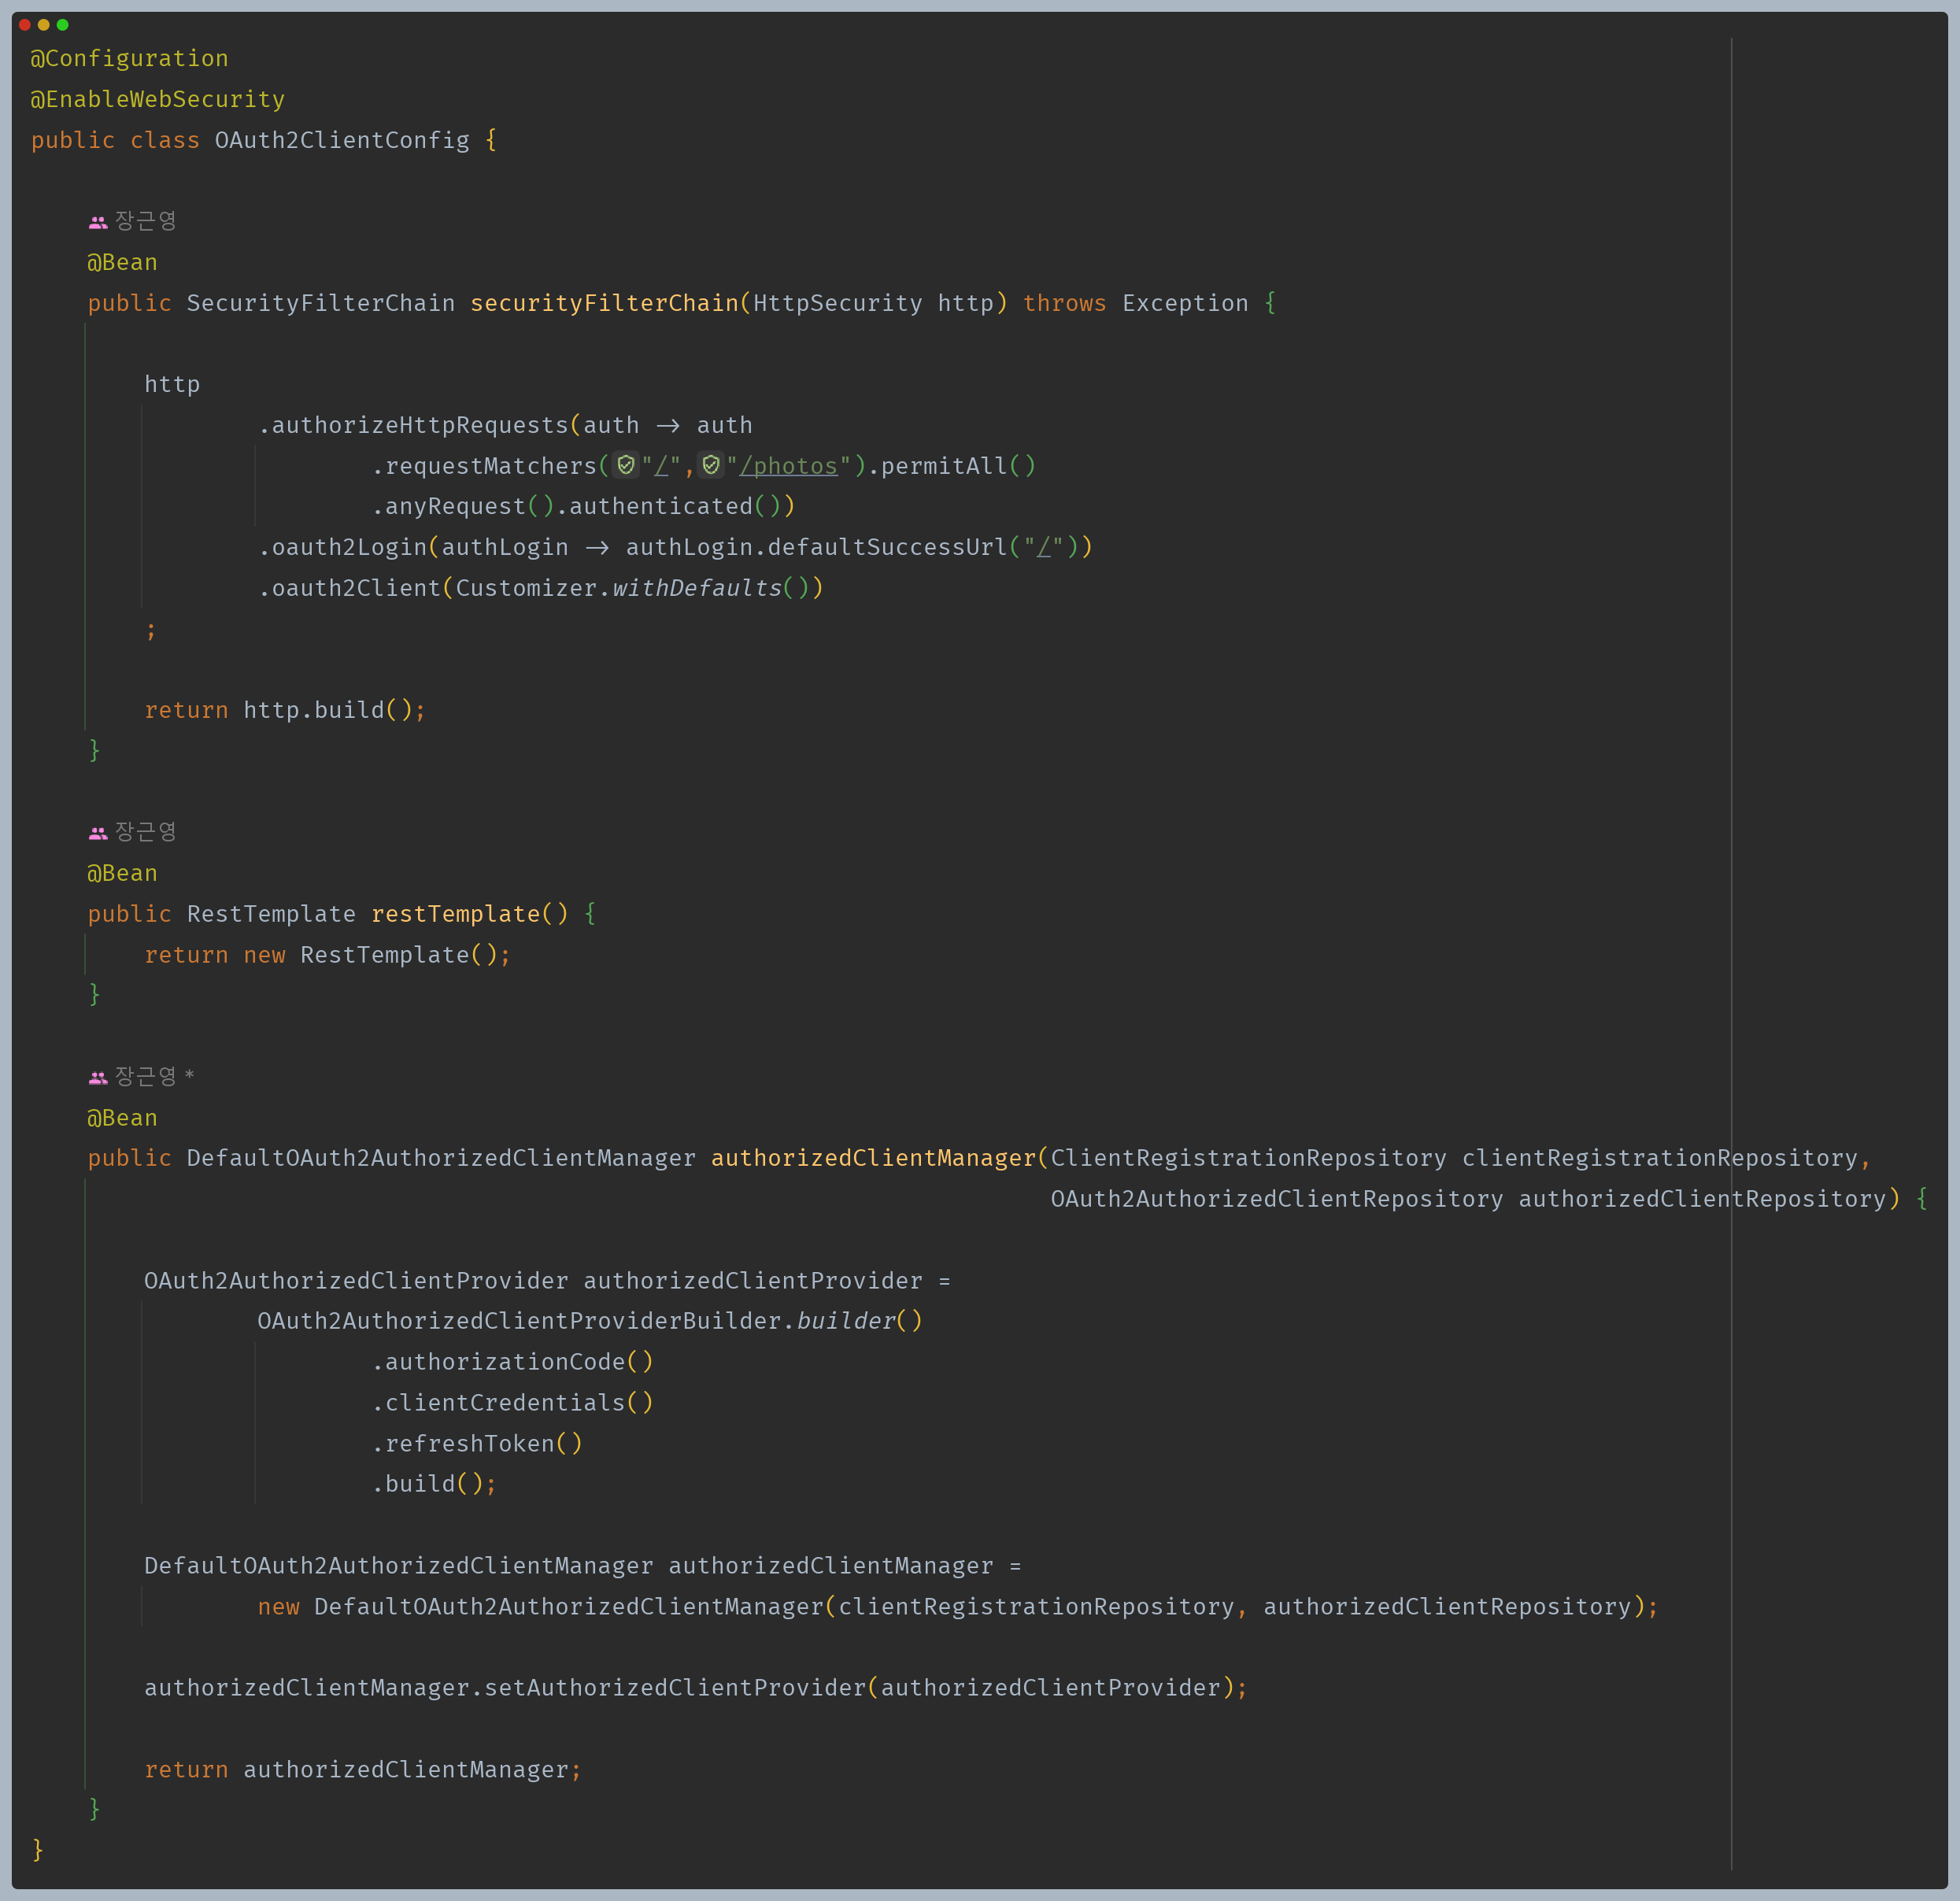 @Configuration
@EnableWebSecurity
public class OAuth2ClientConfig {
장근영
@Bean
public SecurityFilterChain securityFilterChain(HttpSecurity http) throws Exception {
http
.authorizeHttpRequests(auth -> auth
.requestMatchers("/","/photos").permitAll()
.anyRequest().authenticated())
.oauth2Login(authLogin -> authLogin.defaultSuccessUrl("/"))
.oauth2Client(Customizer.withDefaults())
;
return http.build();
}
장근영
@Bean
public RestTemplate restTemplate() {
return new RestTemplate();
}
장근영 *
@Bean
public DefaultOAuth2AuthorizedClientManager authorizedClientManager(ClientRegistrationRepository clientRegistrationRepository,
OAuth2AuthorizedClientRepository authorizedClientRepository) {
OAuth2AuthorizedClientProvider authorizedClientProvider =
OAuth2AuthorizedClientProviderBuilder.builder()
.authorizationCode()
.clientCredentials()
.refreshToken()
.build();
DefaultOAuth2AuthorizedClientManager authorizedClientManager =
new DefaultOAuth2AuthorizedClientManager(clientRegistrationRepository, authorizedClientRepository);
authorizedClientManager.setAuthorizedClientProvider(authorizedClientProvider);
return authorizedClientManager;
}
}